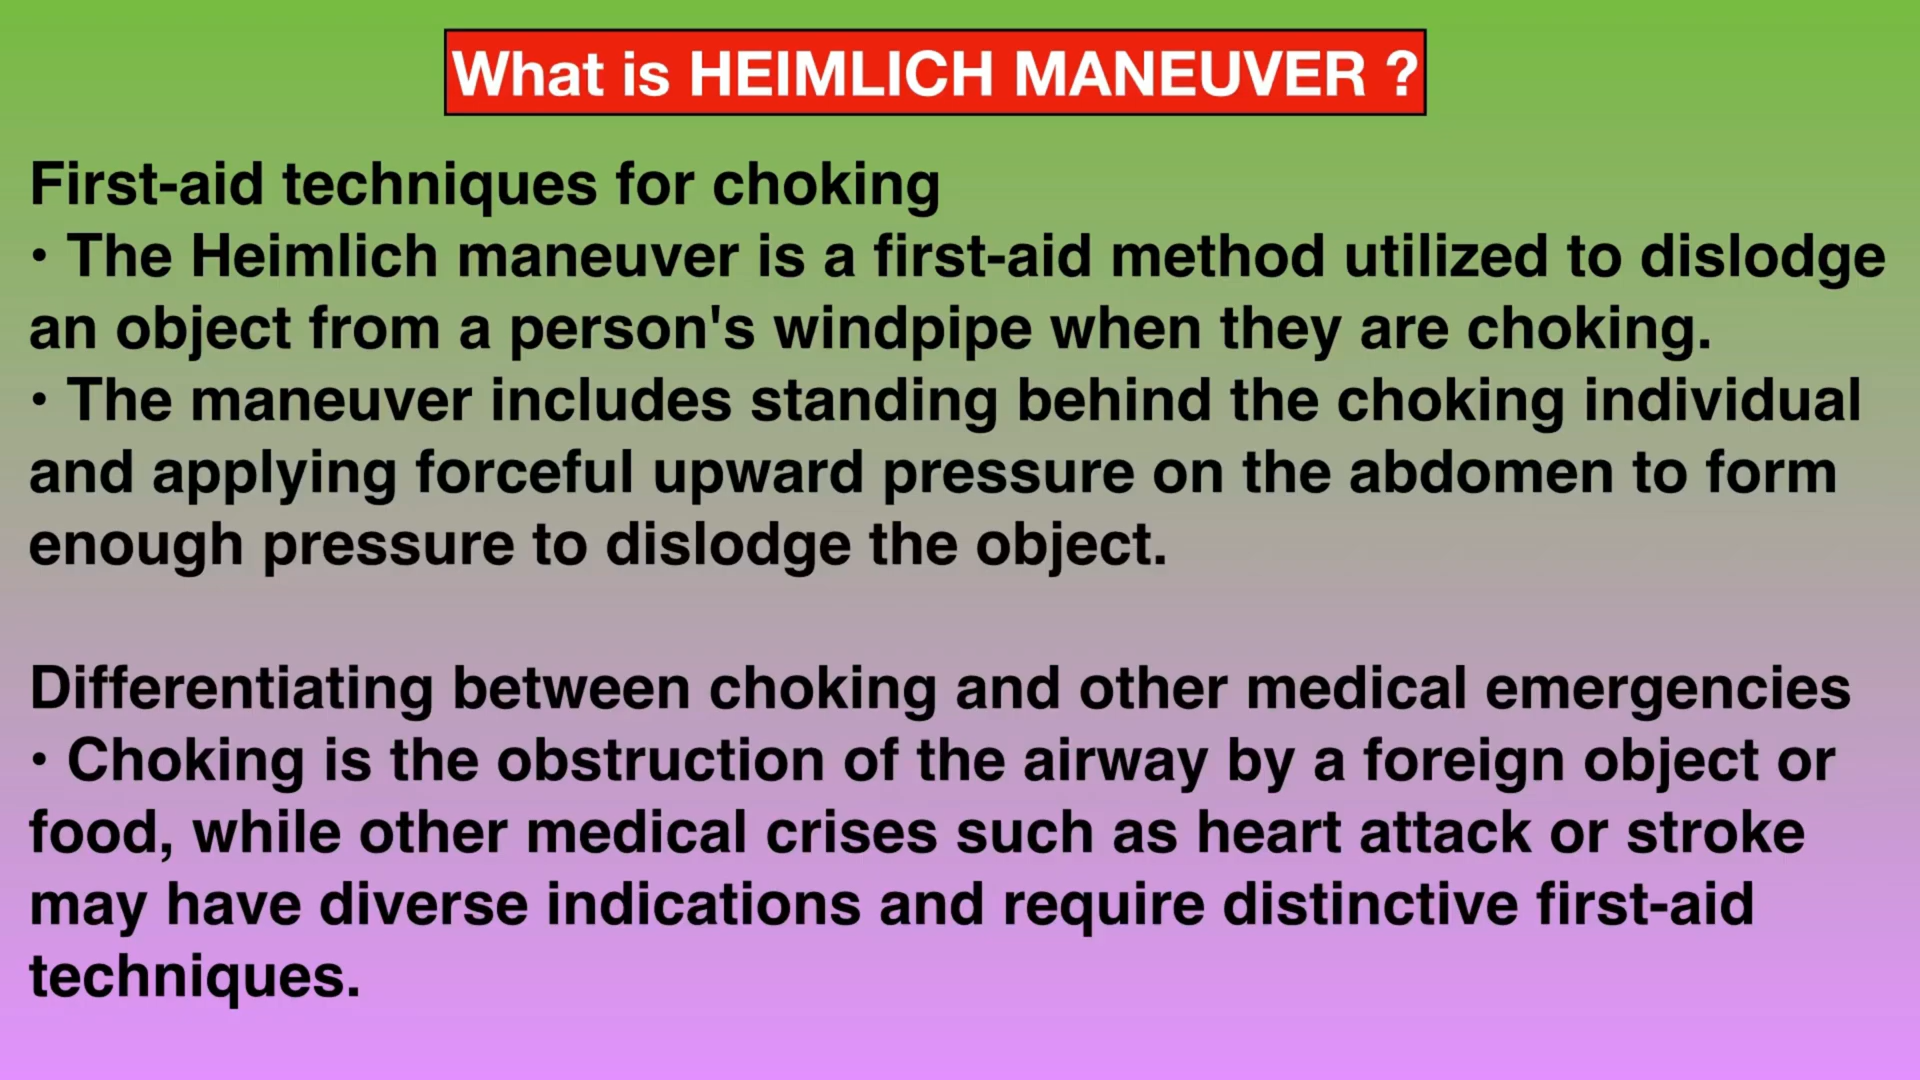 What is HEIMLICH MANEUVER ?
First-aid techniques for choking
• The Heimlich maneuver is a first-aid method utilized to dislodge
an object from a person's windpipe when they are choking.
• The maneuver includes standing behind the choking individual
and applying forceful upward pressure on the abdomen to form
enough pressure to dislodge the object.
Differentiating between choking and other medical emergencies
• Choking is the obstruction of the airway by a foreign object or
food, while other medical crises such as heart attack or stroke
may have diverse indications and require distinctive first-aid
techniques.